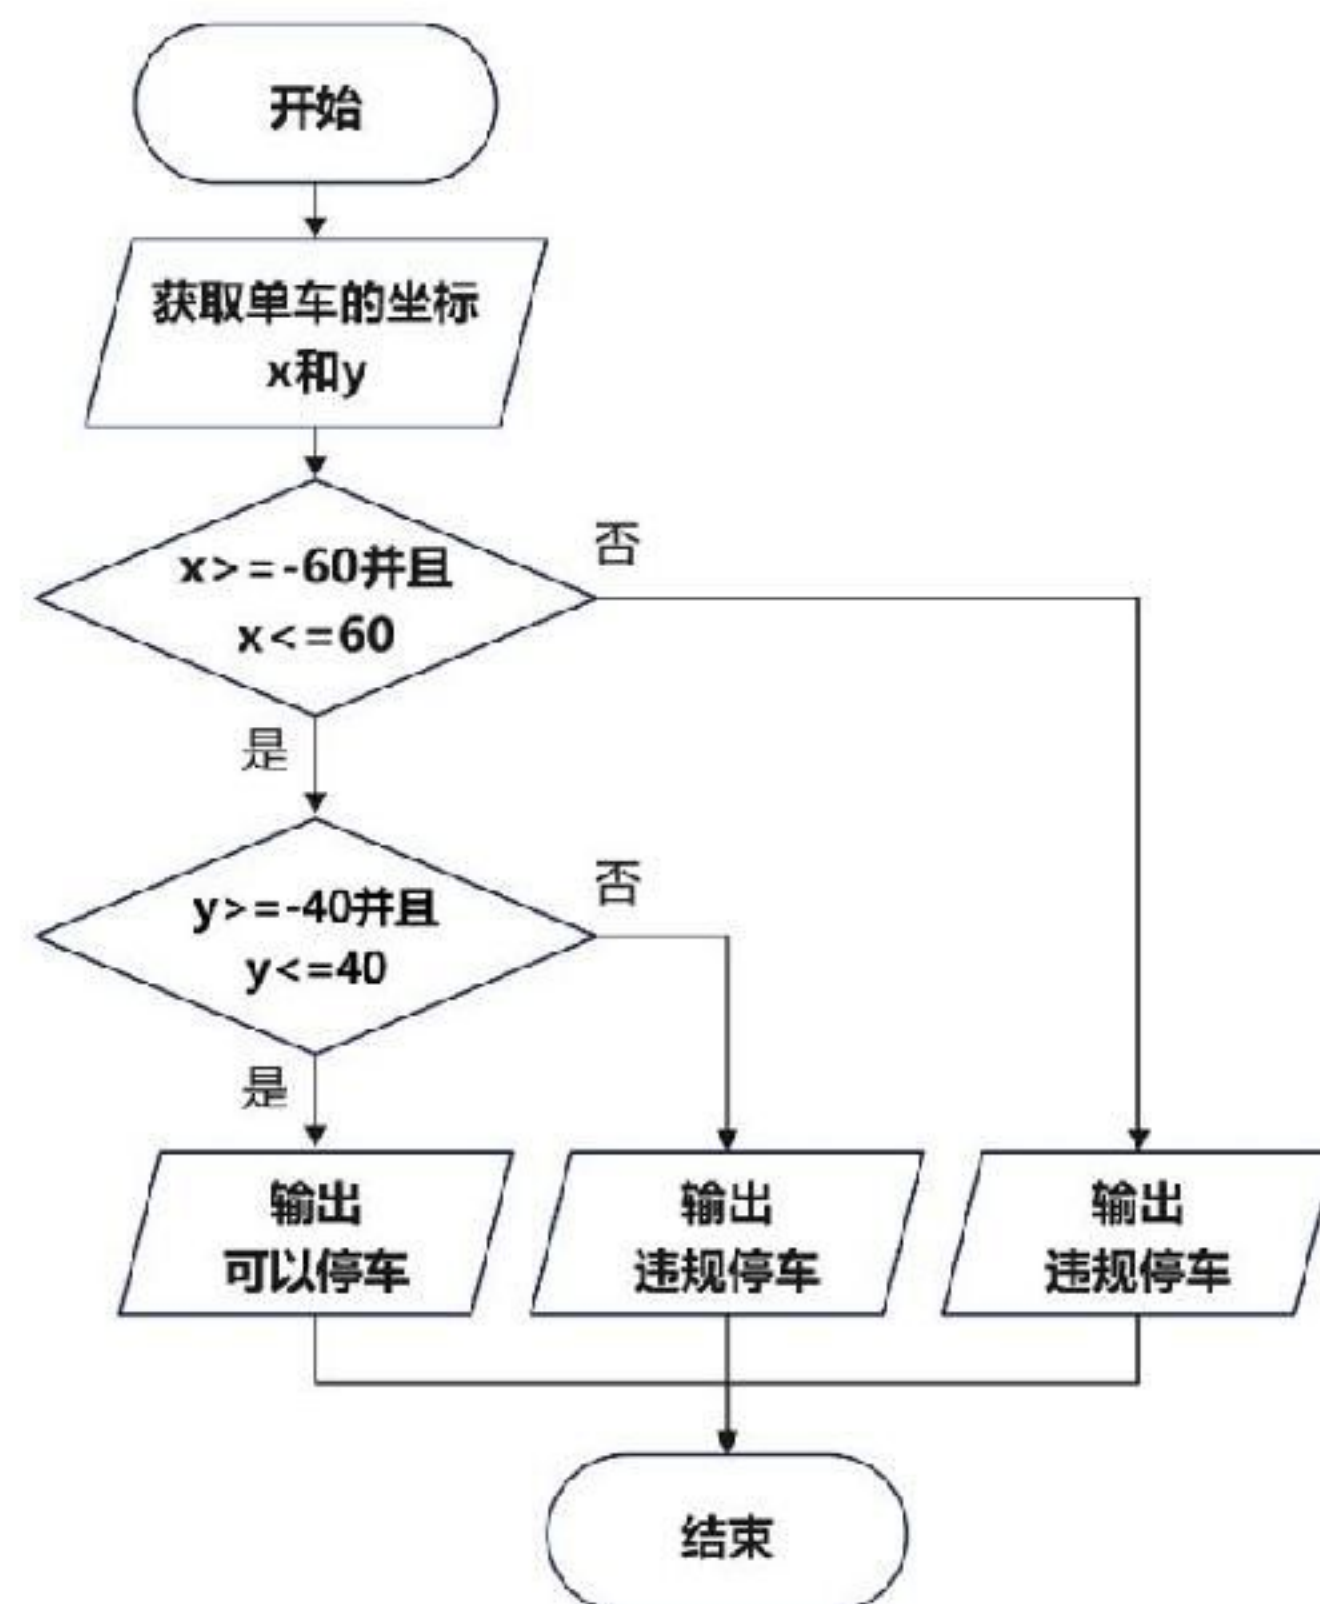 开始
获取单车的坐标
x和y
x>=-60并且
x<=60
否
是
y>=-40并且
y<=40
否
是
输出
可以停车
输出
违规停车
输出
违规停车
结束